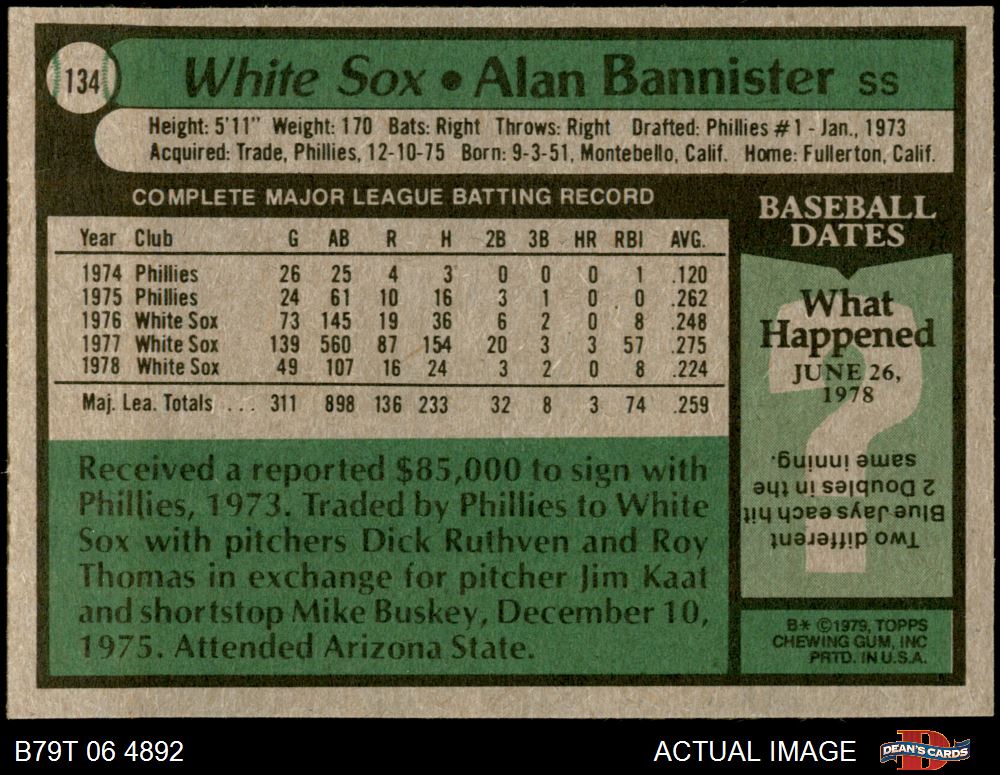 134
White Sox • Alan Bannister SS
Height: 5'11" Weight: 170 Bats: Right Throws: Right Drafted: Phillies #1 - Jan., 1973
Acquired: Trade, Phillies, 12-10-75 Born: 9-3-51, Montebello, Calif. Home: Fullerton, Calif.
COMPLETE MAJOR LEAGUE BATTING RECORD
Year Club G AB R H 2B 3B HR RBI AVG.
1974 Phillies 26 25 4 3 0 0 0 1 .120
1975 Phillies 24 61 10 16 3 1 0 0 .262
1976 White Sox 73 145 19 36 6 2 0 8 .248
1977 White Sox 139 560 87 154 20 3 3 57 .275
1978 White Sox 49 107 16 24 3 2 0 8 .224
Maj. Lea. Totals ... 311 898 136 233 32 8 3 74 .259
Received a reported $85,000 to sign with
Phillies, 1973. Traded by Phillies to White
Sox with pitchers Dick Ruthven and Roy
Thomas in exchange for pitcher Jim Kaat
and shortstop Mike Buskey, December 10,
1975. Attended Arizona State.
BASEBALL
DATES
What
Happened
JUNE 26,
1978
?
Two different
Blue Jays each hit
2 Doubles in the
same inning.
B* ©1979, TOPPS
CHEWING GUM, INC
PRTD. IN U.S.A.
B79T 06 4892
ACTUAL IMAGE
D
DEAN'S CARDS